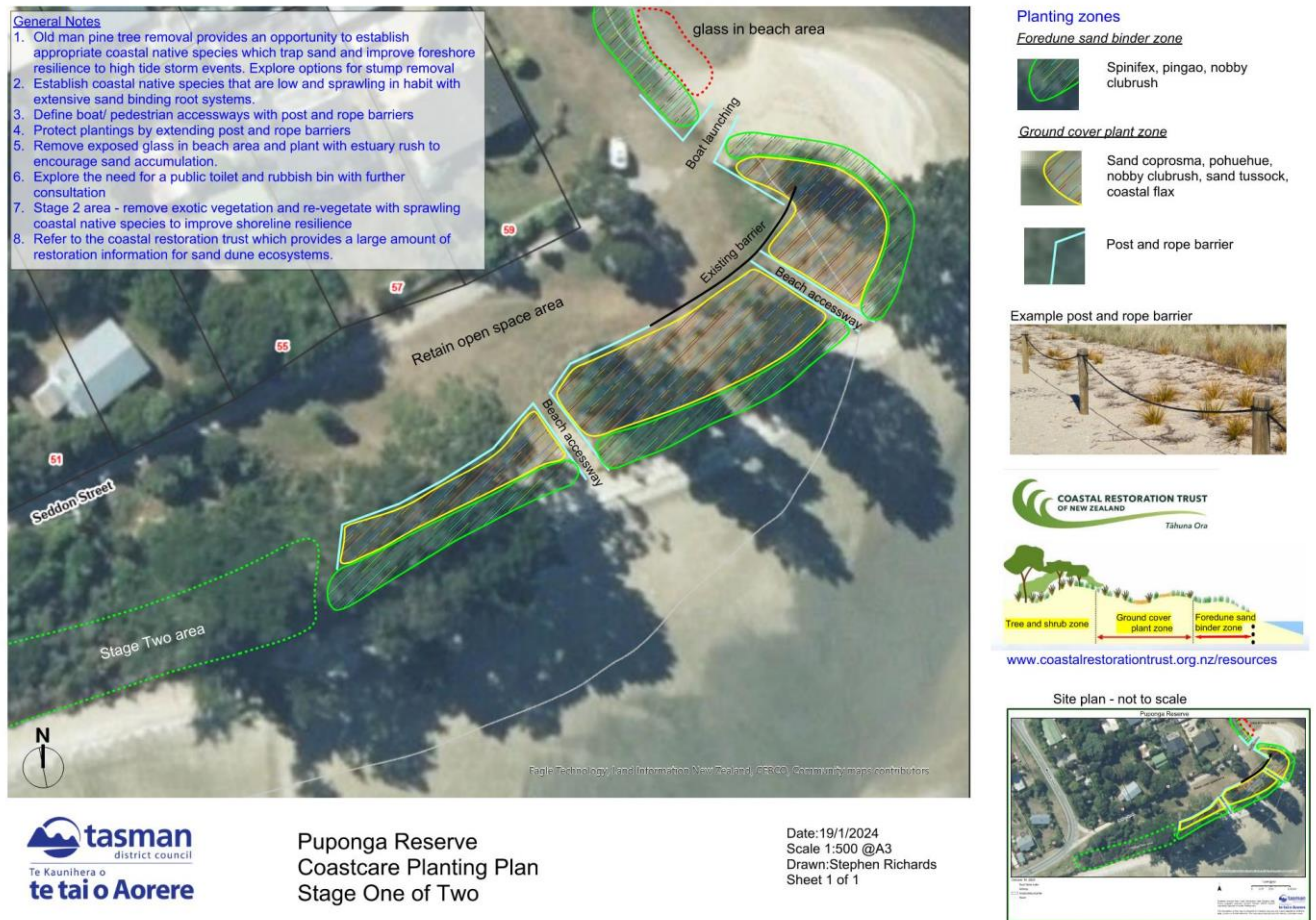 General Notes
1. Old man pine tree removal provides an opportunity to establish
appropriate coastal native species which trap sand and improve foreshore
resilience to high tide storm events. Explore options for stump removal
2. Establish coastal native species that are low and sprawling in habit with
extensive sand binding root systems.
3. Define boat/ pedestrian accessways with post and rope barriers
4. Protect plantings by extending post and rope barriers
5. Remove exposed glass in beach area and plant with estuary rush to
encourage sand accumulation.
6. Explore the need for a public toilet and rubbish bin with further
consultation
7. Stage 2 area - remove exotic vegetation and re-vegetate with sprawling
coastal native species to improve shoreline resilience
8. Refer to the coastal restoration trust which provides a large amount of
restoration information for sand dune ecosystems.
glass in beach area
Boat launching
Existing barrier
Beach accessway
Retain open space area
Beach accessway
59
57
55
51
Seddon Street
Stage Two area
N
Eagle Technology, Land Information New Zealand, GEBCO, Community maps contributors
Planting zones
Foredune sand binder zone
Spinifex, pingao, nobby
clubrush
Ground cover plant zone
Sand coprosma, pohuehue,
nobby clubrush, sand tussock,
coastal flax
Post and rope barrier
Example post and rope barrier
COASTAL RESTORATION TRUST
OF NEW ZEALAND
Tāhuna Ora
Tree and shrub zone
Ground cover
plant zone
Foredune sand
binder zone
www.coastalrestorationtrust.org.nz/resources
Site plan - not to scale
Puponga Reserve
tasman
district council
Te Kaunihera o
te tai o Aorere
Puponga Reserve
Coastcare Planting Plan
Stage One of Two
Date:19/1/2024
Scale 1:500 @A3
Drawn:Stephen Richards
Sheet 1 of 1